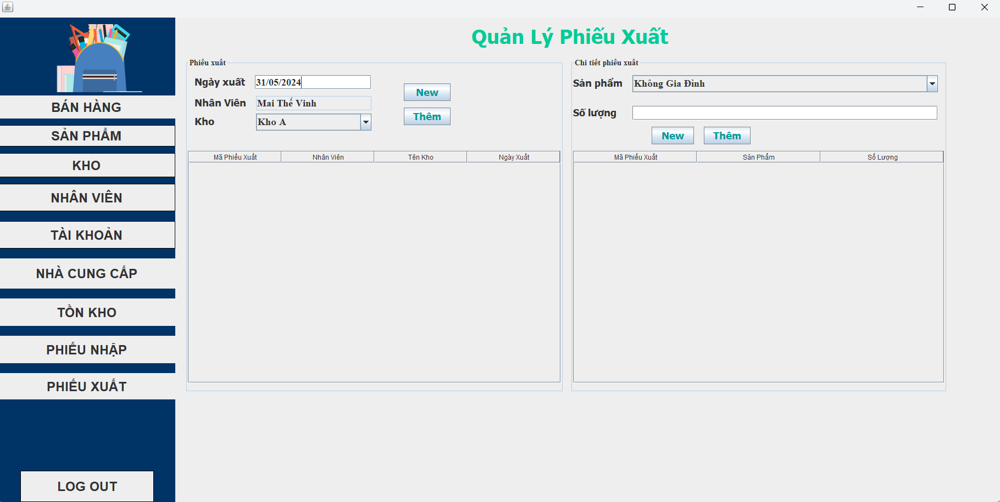 Quản Lý Phiếu Xuất
BÁN HÀNG
SẢN PHẨM
KHO
NHÂN VIÊN
TÀI KHOẢN
NHÀ CUNG CẤP
TỒN KHO
PHIẾU NHẬP
PHIẾU XUẤT
LOG OUT
Phiếu xuất
Ngày xuất 31/05/2024
Nhân Viên Mai Thế Vinh
Kho Kho A
New
Thêm
Mã Phiếu Xuất Nhân Viên Tên Kho Ngày Xuất
Chi tiết phiếu xuất
Sản phẩm Không Gia Đình
Số lượng
New Thêm
Mã Phiếu Xuất Sản Phẩm Số Lượng